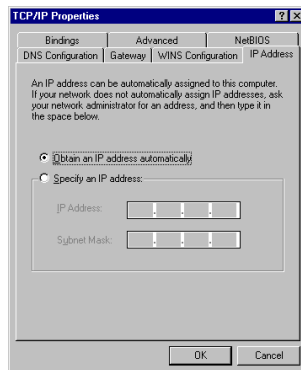 TCP/IP Properties
Bindings Advanced NetBIOS
DNS Configuration Gateway WINS Configuration IP Address
An IP address can be automatically assigned to this computer.
If your network does not automatically assign IP addresses, ask
your network administrator for an address, and then type it in
the space below.
Obtain an IP address automatically
Specify an IP address:
IP Address:
Subnet Mask:
OK Cancel